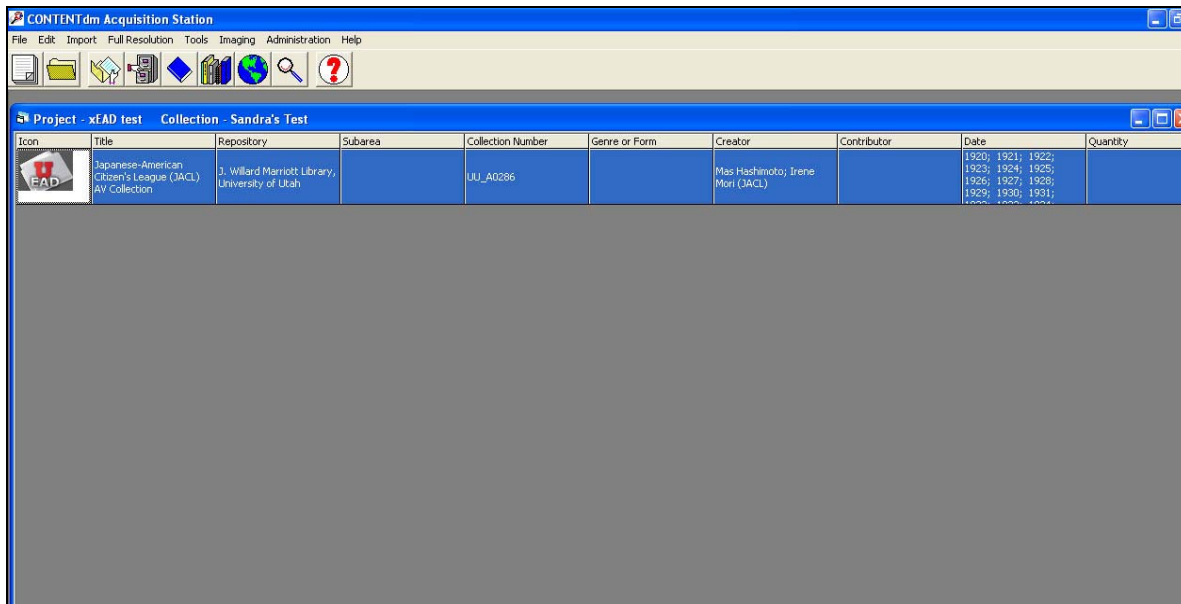 CONTENTdm Acquisition Station
File Edit Import Full Resolution Tools Imaging Administration Help
Project - xEAD test Collection - Sandra's Test
Icon Title Repository Subarea Collection Number Genre or Form Creator Contributor Date Quantity
U
EAD
Japanese-American
Citizen's League (JACL)
AV Collection
J. Willard Marriott Library,
University of Utah
UU_A0286
Mas Hashimoto; Irene
Mori (JACL)
1920; 1921; 1922;
1923; 1924; 1925;
1926; 1927; 1928;
1929; 1930; 1931;